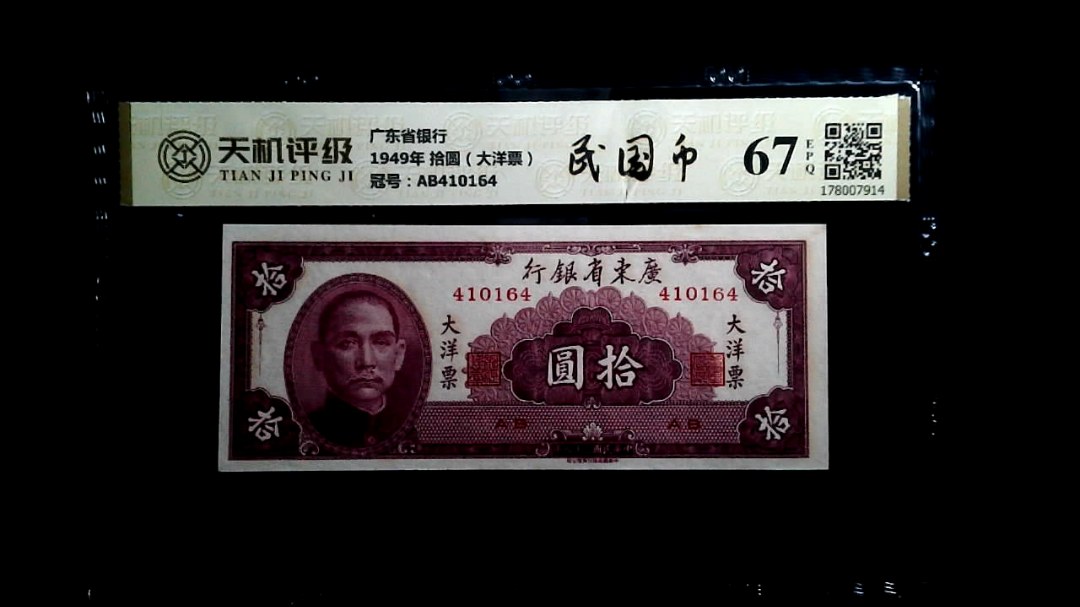 天机评级
TIAN JI PING JI
广东省银行
1949年 拾圆（大洋票）
冠号：AB410164
民国币
67
EPQ
178007914
行銀省東廣
410164
410164
拾
拾
大洋票
大洋票
圓拾
AB
AB
拾
拾